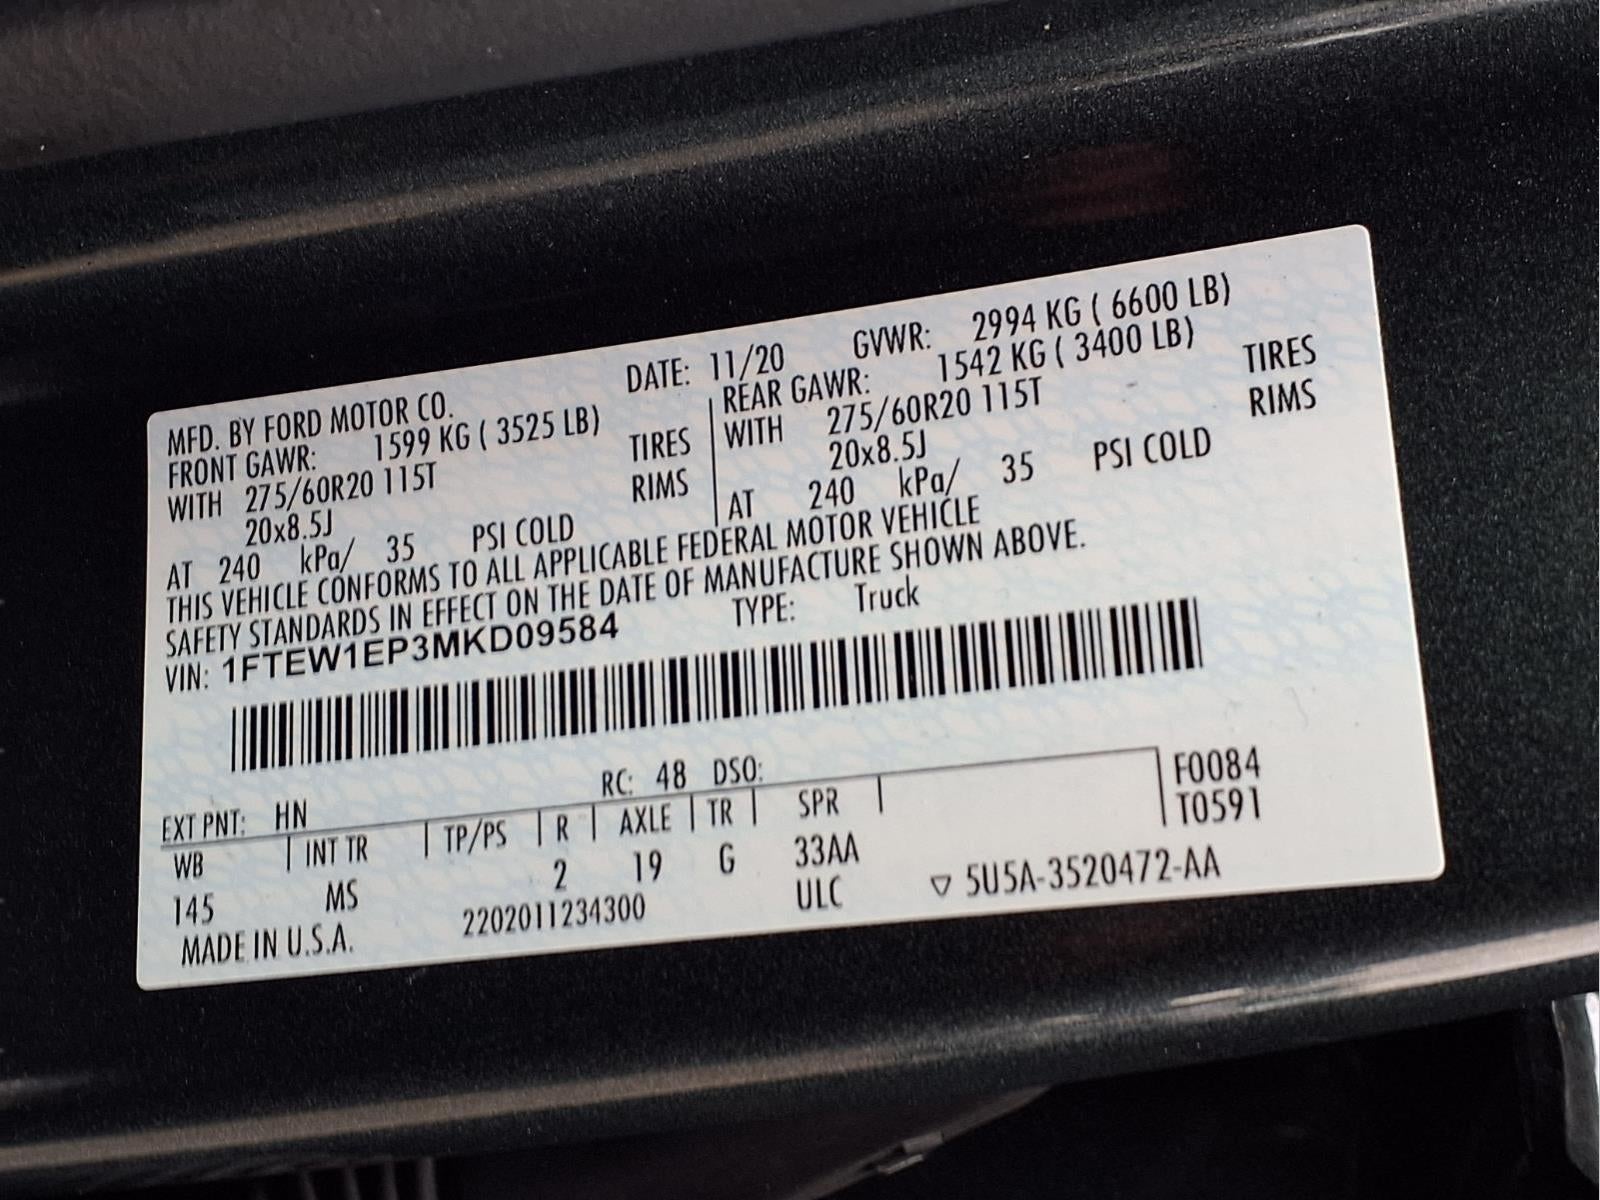 MFD. BY FORD MOTOR CO. DATE: 11/20 GVWR: 2994 KG ( 6600 LB)
FRONT GAWR: 1599 KG ( 3525 LB) REAR GAWR: 1542 KG ( 3400 LB)
WITH 275/60R20 115T TIRES WITH 275/60R20 115T TIRES
20x8.5J RIMS 20x8.5J RIMS
AT 240 kPa/ 35 PSI COLD AT 240 kPa/ 35 PSI COLD
THIS VEHICLE CONFORMS TO ALL APPLICABLE FEDERAL MOTOR VEHICLE
SAFETY STANDARDS IN EFFECT ON THE DATE OF MANUFACTURE SHOWN ABOVE.
VIN: 1FTEW1EP3MKD09584 TYPE: Truck
EXT PNT: HN RC: 48 DSO: F0084
WB INT TR TP/PS R AXLE TR SPR T0591
145 MS 2 19 G 33AA
MADE IN U.S.A. 2202011234300 ULC ▽ 5U5A-3520472-AA